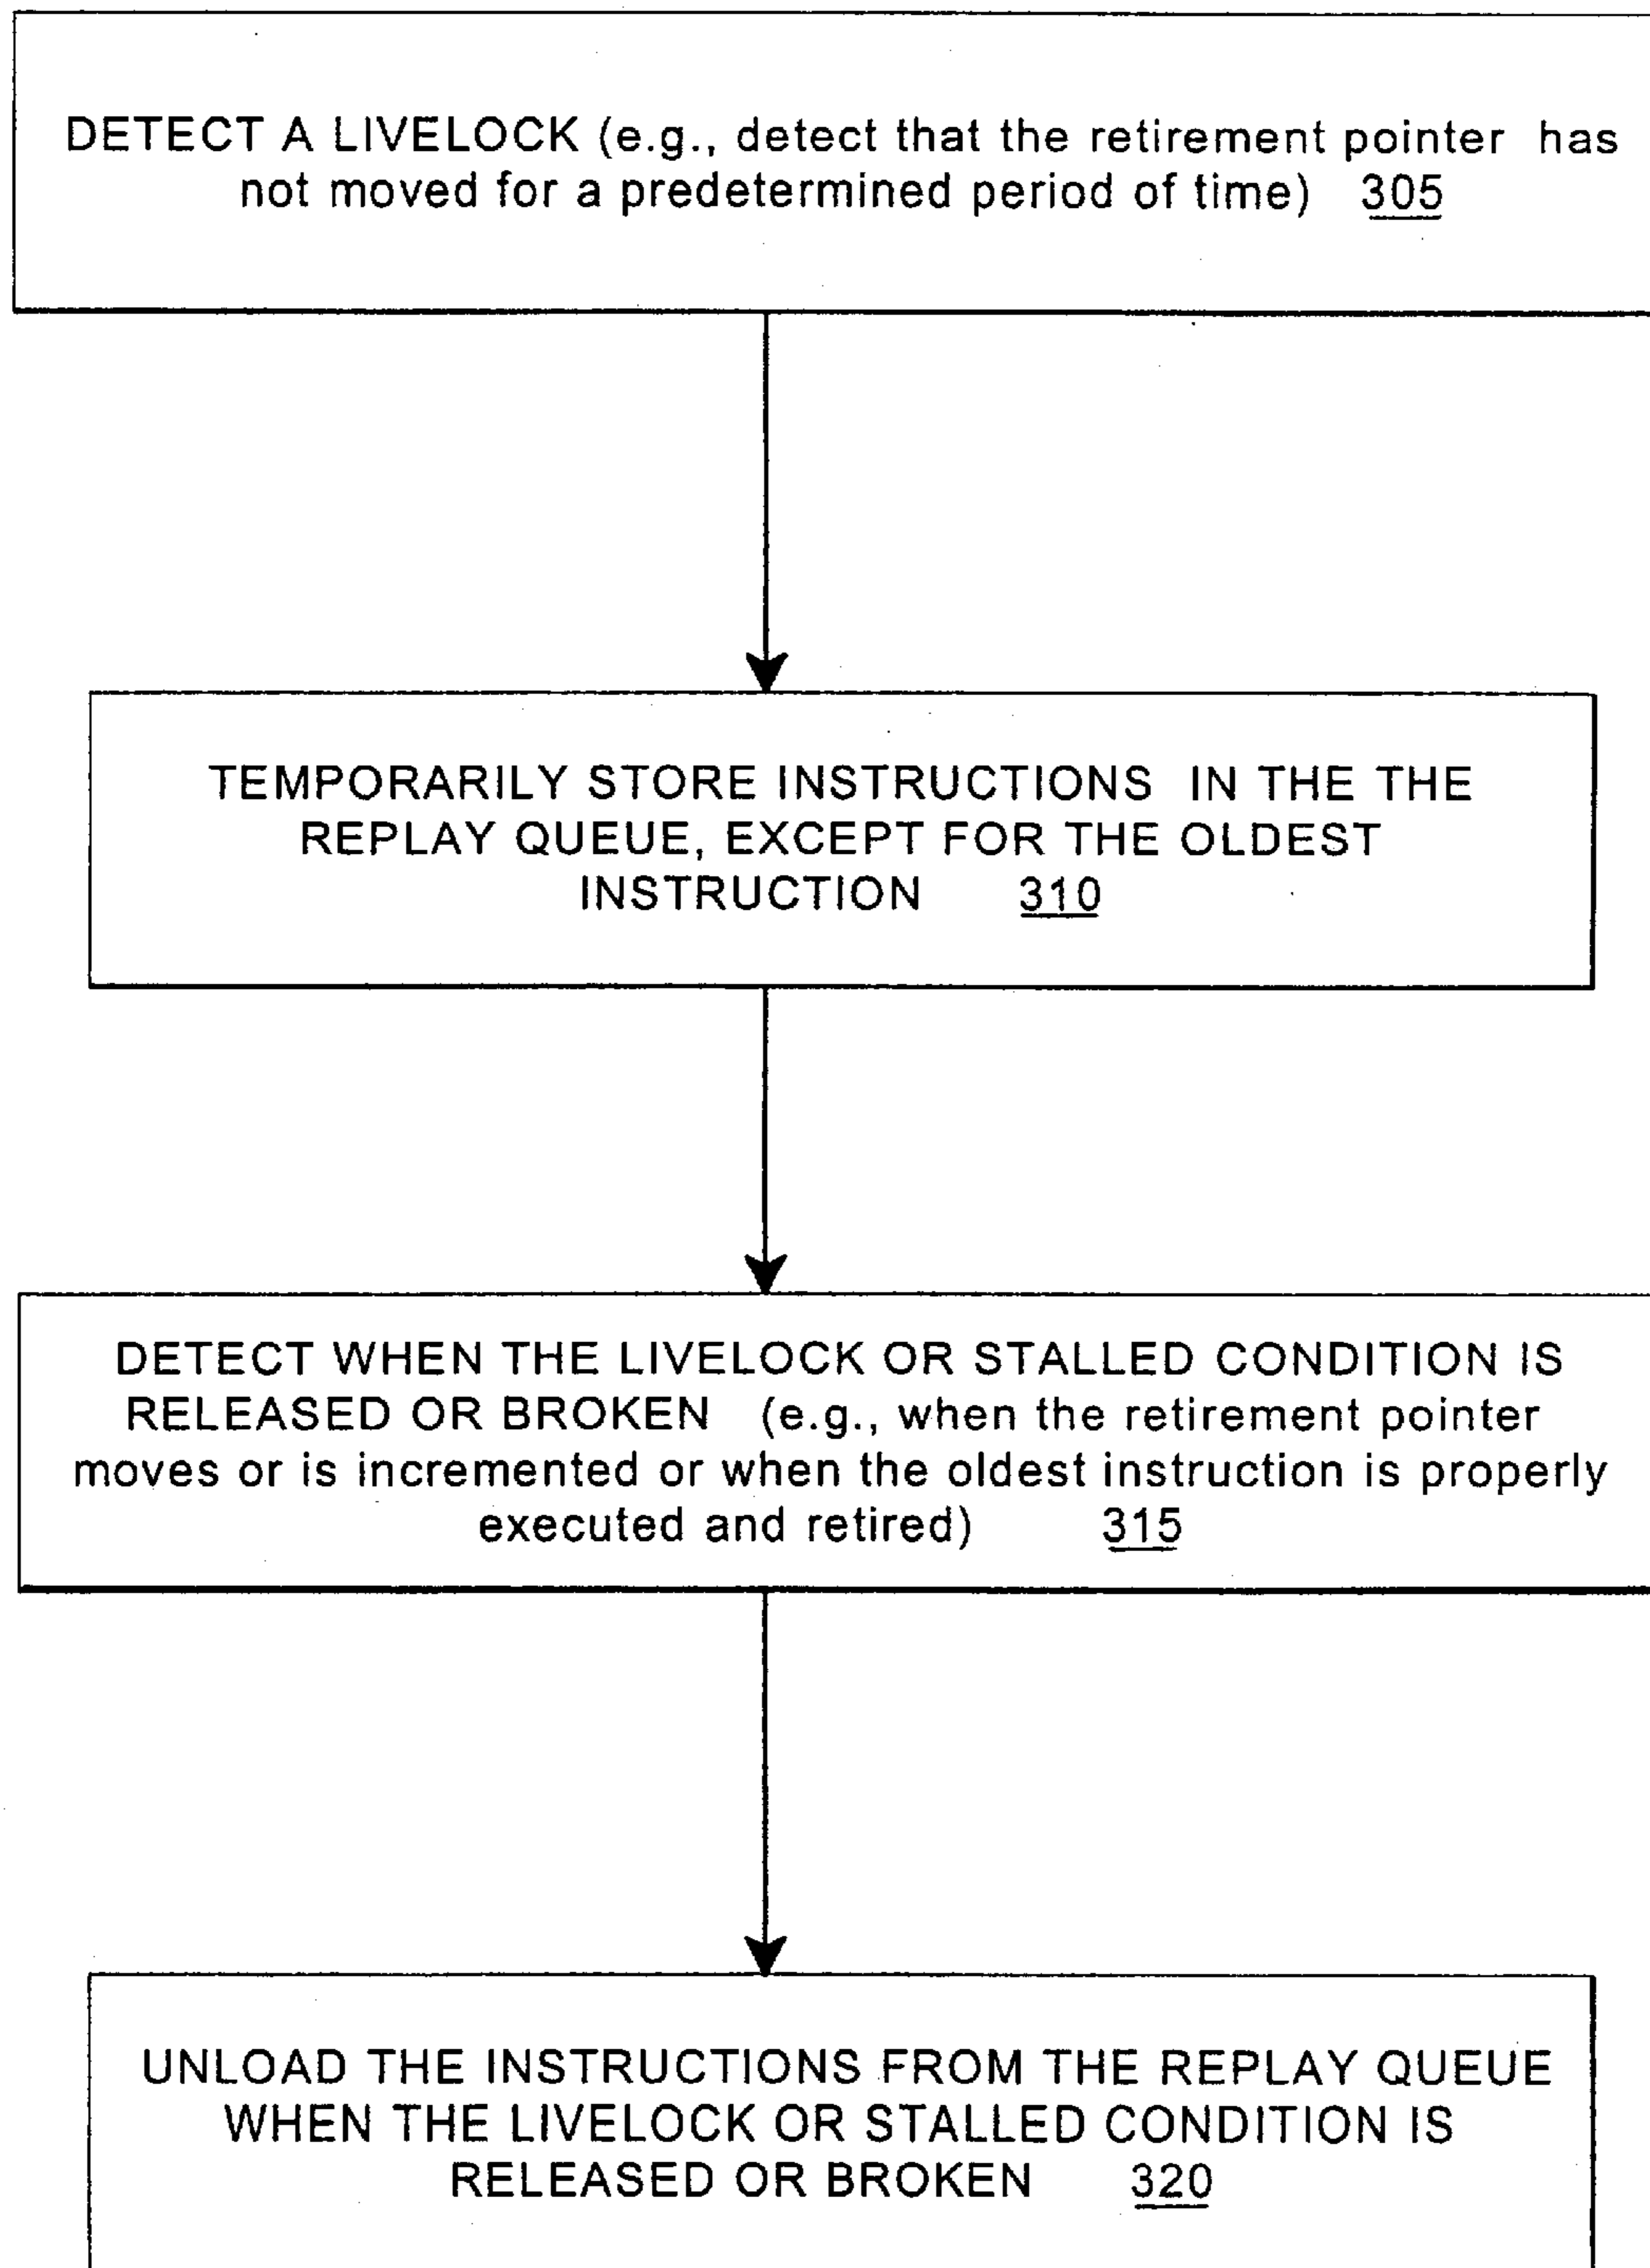 DETECT A LIVELOCK (e.g., detect that the retirement pointer has
not moved for a predetermined period of time) 305
TEMPORARILY STORE INSTRUCTIONS IN THE THE
REPLAY QUEUE, EXCEPT FOR THE OLDEST
INSTRUCTION 310
DETECT WHEN THE LIVELOCK OR STALLED CONDITION IS
RELEASED OR BROKEN (e.g., when the retirement pointer
moves or is incremented or when the oldest instruction is properly
executed and retired) 315
UNLOAD THE INSTRUCTIONS FROM THE REPLAY QUEUE
WHEN THE LIVELOCK OR STALLED CONDITION IS
RELEASED OR BROKEN 320